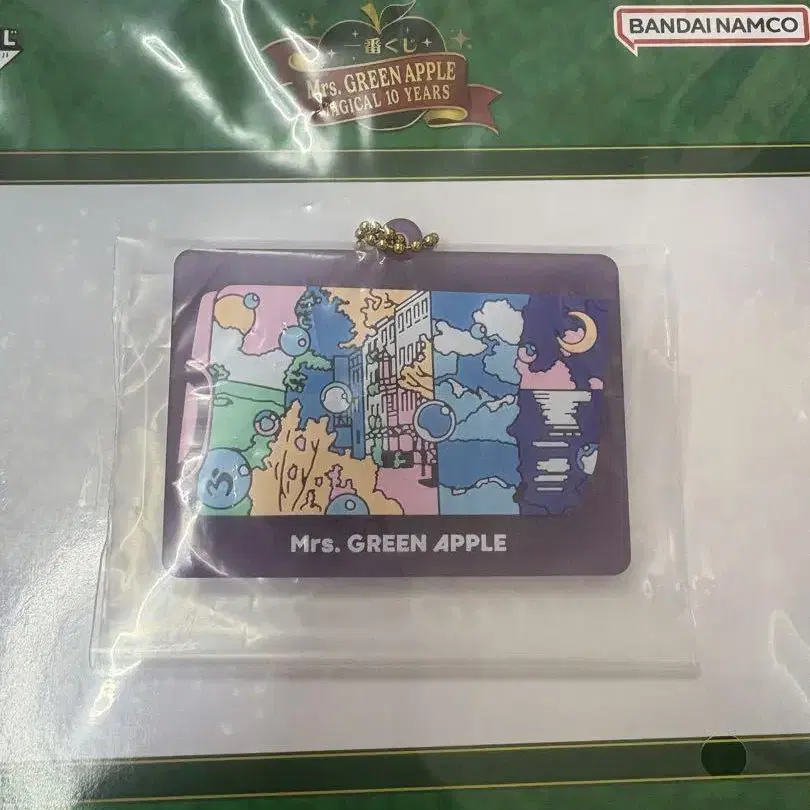 BANDAI NAMCO
一番くじ
Mrs. GREEN APPLE
MAGICAL 10 YEARS
Mrs. GREEN APPLE